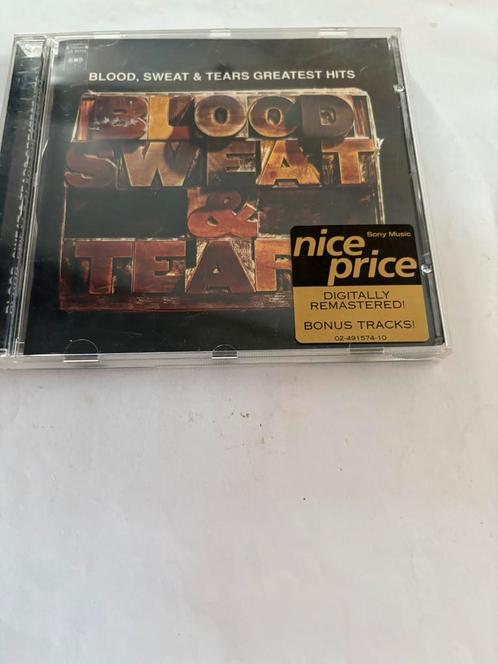 BLOOD, SWEAT & TEARS GREATEST HITS
BLOOD
SWEAT
&
TEAR
Sony Music
nice
price
DIGITALLY
REMASTERED!
BONUS TRACKS!
02-491574-10